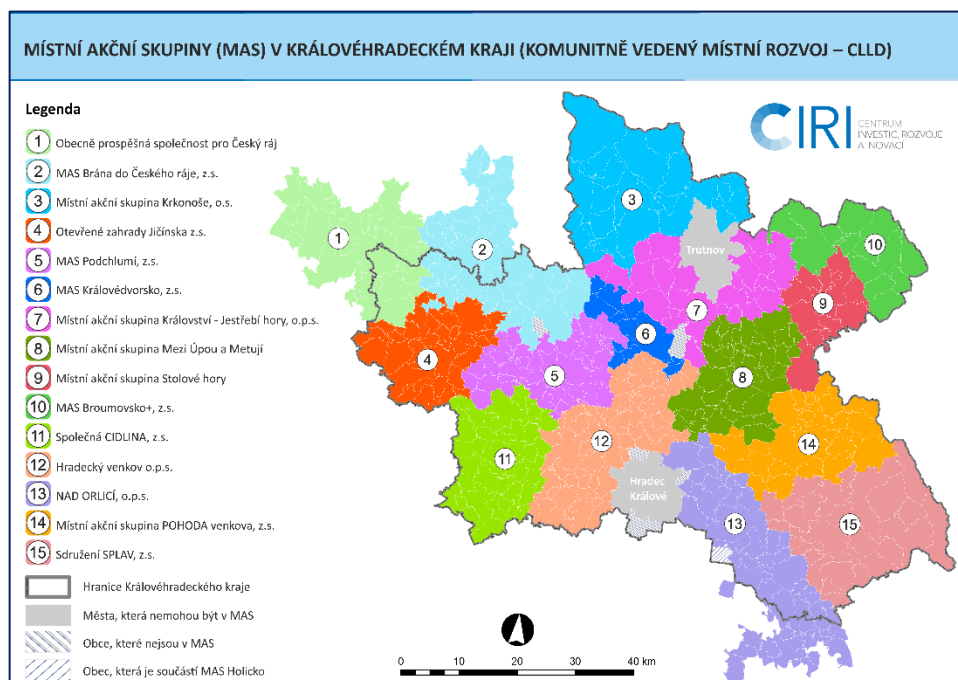 MÍSTNÍ AKČNÍ SKUPINY (MAS) V KRÁLOVÉHRADECKÉM KRAJI (KOMUNITNĚ VEDENÝ MÍSTNÍ ROZVOJ – CLLD)
Legenda
1 Obecně prospěšná společnost pro Český ráj
2 MAS Brána do Českého ráje, z.s.
3 Místní akční skupina Krkonoše, o.s.
4 Otevřené zahrady Jičínska z.s.
5 MAS Podchlumí, z.s.
6 MAS Královédvorsko, z.s.
7 Místní akční skupina Království - Jestřebí hory, o.p.s.
8 Místní akční skupina Mezi Úpou a Metují
9 Místní akční skupina Stolové hory
10 MAS Broumovsko+, z.s.
11 Společná CIDLINA, z.s.
12 Hradecký venkov o.p.s.
13 NAD ORLICÍ, o.p.s.
14 Místní akční skupina POHODA venkova, z.s.
15 Sdružení SPLAV, z.s.
Hranice Královéhradeckého kraje
Města, která nemohou být v MAS
Obce, které nejsou v MAS
Obec, která je součástí MAS Holicko
CIRI
CENTRUM
INVESTIC, ROZVOJE
A INOVACÍ
3
10
1
2
Trutnov
9
7
6
4
5
8
12
14
11
Hradec
Králové
13
15
0 10 20 30 40 km